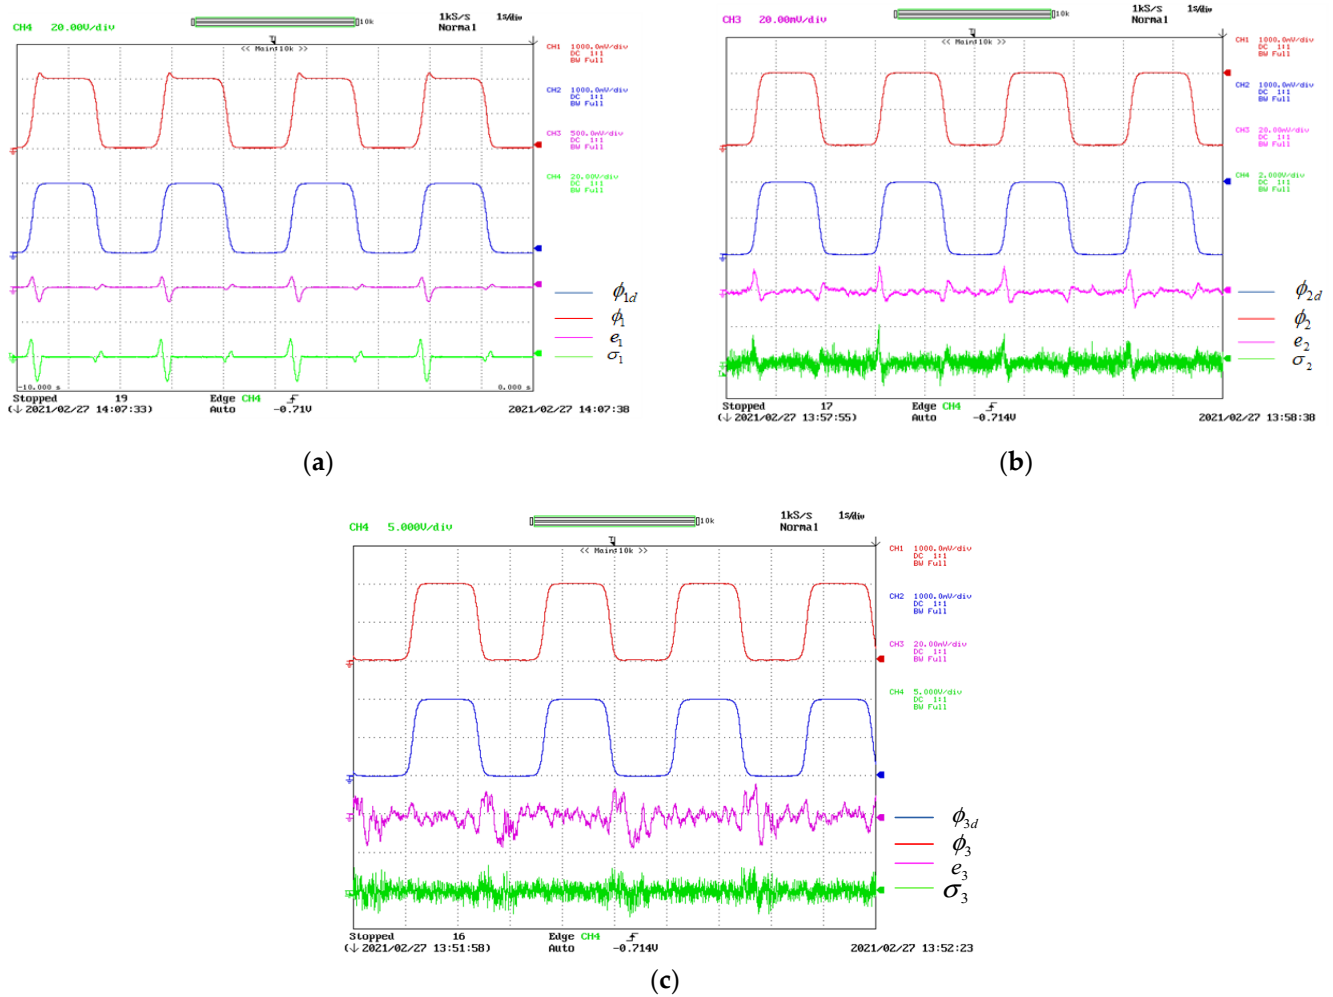 CH4 20.00V/div
10k
1kS/s 1s/div
Normal
<< Main:10k >>
CH1 1000.0mV/div
DC 1:1
BW Full
CH2 1000.0mV/div
DC 1:1
BW Full
CH3 500.0mV/div
DC 1:1
BW Full
CH4 20.00V/div
DC 1:1
BW Full
ϕ1d
ϕ1
e1
σ1
-10.000 s 0.000 s
Stopped 19 Edge CH4
(↓ 2021/02/27 14:07:33) Auto -0.71V 2021/02/27 14:07:38
(a)
CH3 20.00mV/div
10k
1kS/s 1s/div
Normal
<< Main:10k >>
CH1 1000.0mV/div
DC 1:1
BW Full
CH2 1000.0mV/div
DC 1:1
BW Full
CH3 20.00mV/div
DC 1:1
BW Full
CH4 2.000V/div
DC 1:1
BW Full
ϕ2d
ϕ2
e2
σ2
Stopped 17 Edge CH4
(↓ 2021/02/27 13:57:55) Auto -0.714V 2021/02/27 13:58:38
(b)
CH4 5.000V/div
10k
1kS/s 1s/div
Normal
<< Main:10k >>
CH1 1000.0mV/div
DC 1:1
BW Full
CH2 1000.0mV/div
DC 1:1
BW Full
CH3 20.00mV/div
DC 1:1
BW Full
CH4 5.000V/div
DC 1:1
BW Full
ϕ3d
ϕ3
e3
σ3
Stopped 16 Edge CH4
(↓ 2021/02/27 13:51:58) Auto -0.714V 2021/02/27 13:52:23
(c)